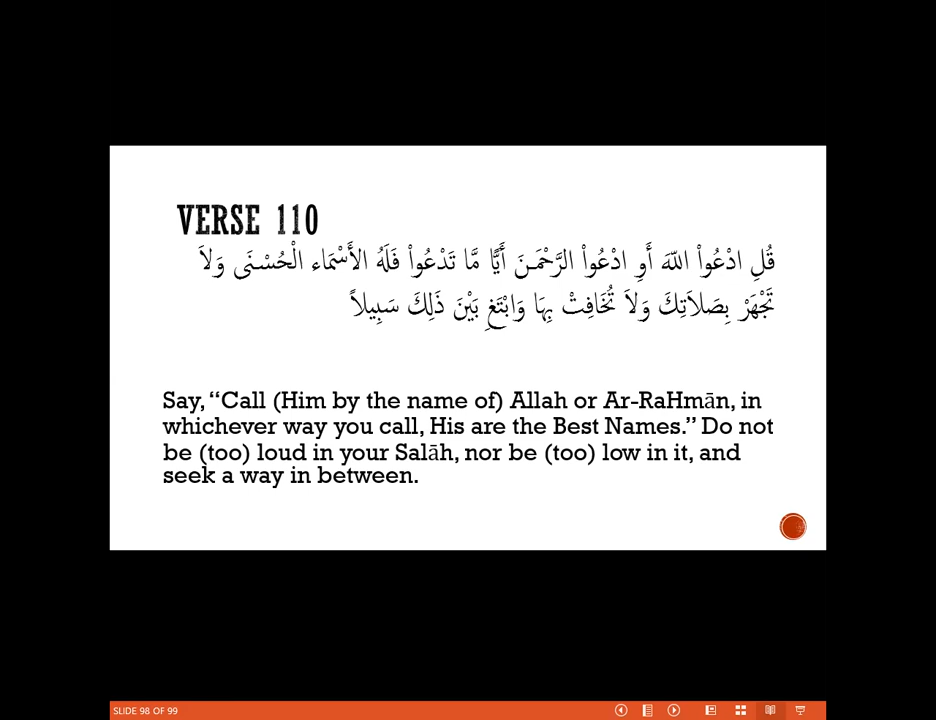 VERSE 110
قُلِ ادْعُواْ اللّهَ أَوِ ادْعُواْ الرَّحْمَـنَ أَيًّا مَّا تَدْعُواْ فَلَهُ الأَسْمَاء الْحُسْنَى وَلاَ
تَجْهَرْ بِصَلاَتِكَ وَلاَ تُخَافِتْ بِهَا وَابْتَغِ بَيْنَ ذَلِكَ سَبِيلاً
Say, “Call (Him by the name of) Allah or Ar-RaHmān, in
whichever way you call, His are the Best Names.” Do not
be (too) loud in your Salāh, nor be (too) low in it, and
seek a way in between.
SLIDE 98 OF 99